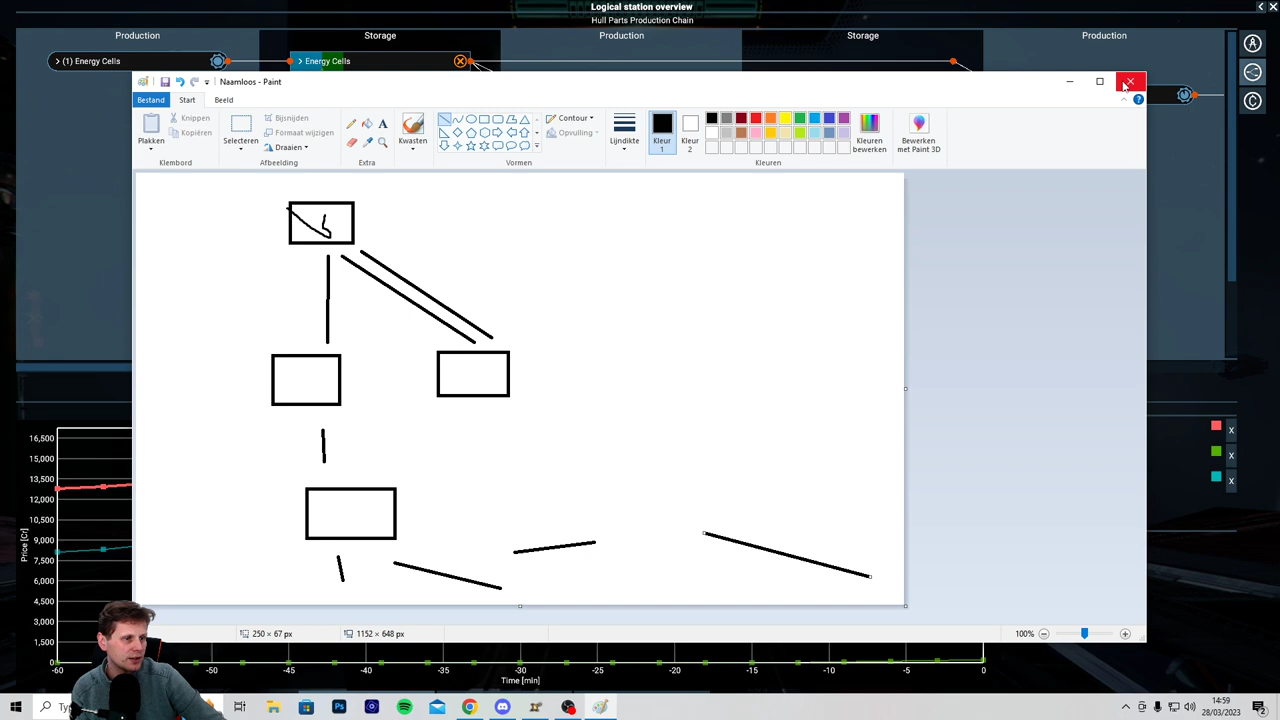 Logical station overview
Hull Parts Production Chain
Production
Storage
Production
Storage
Production
(1) Energy Cells
Energy Cells
Naamloos - Paint
Bestand
Start
Beeld
Plakken
Knippen
Kopiëren
Klembord
Selecteren
Bijsnijden
Formaat wijzigen
Draaien
Afbeelding
A
Extra
Kwasten
Contour
Opvulling
Vormen
Lijndikte
Kleur
1
Kleur
2
Kleuren
bewerken
Bewerken
met Paint 3D
Kleuren
16,500
15,000
13,500
12,000
10,500
9,000
7,500
6,000
4,500
3,000
1,500
0
Price [Cr]
X
X
X
250 × 67 px
1152 × 648 px
100%
-60
-45
-40
-35
-30
-25
-20
-15
-10
-5
0
Time [min]
14:59
28/03/2023